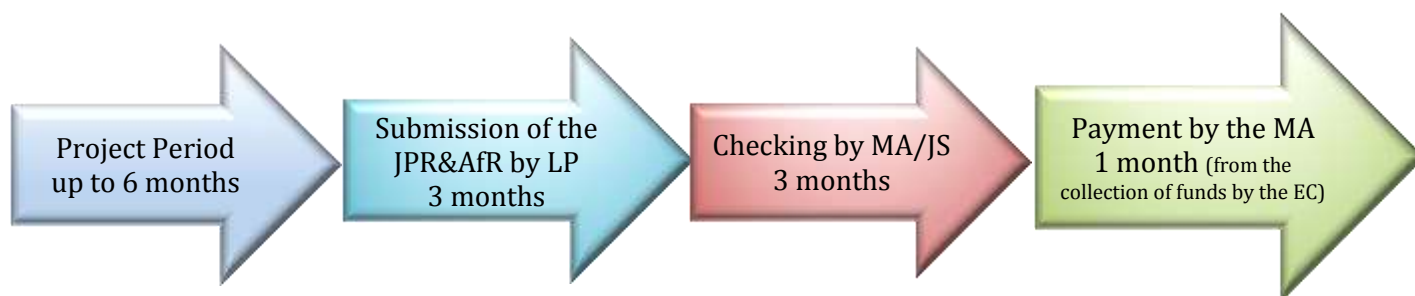 Project Period
up to 6 months
Submission of the
JPR&AfR by LP
3 months
Checking by MA/JS
3 months
Payment by the MA
1 month (from the
collection of funds by the EC)